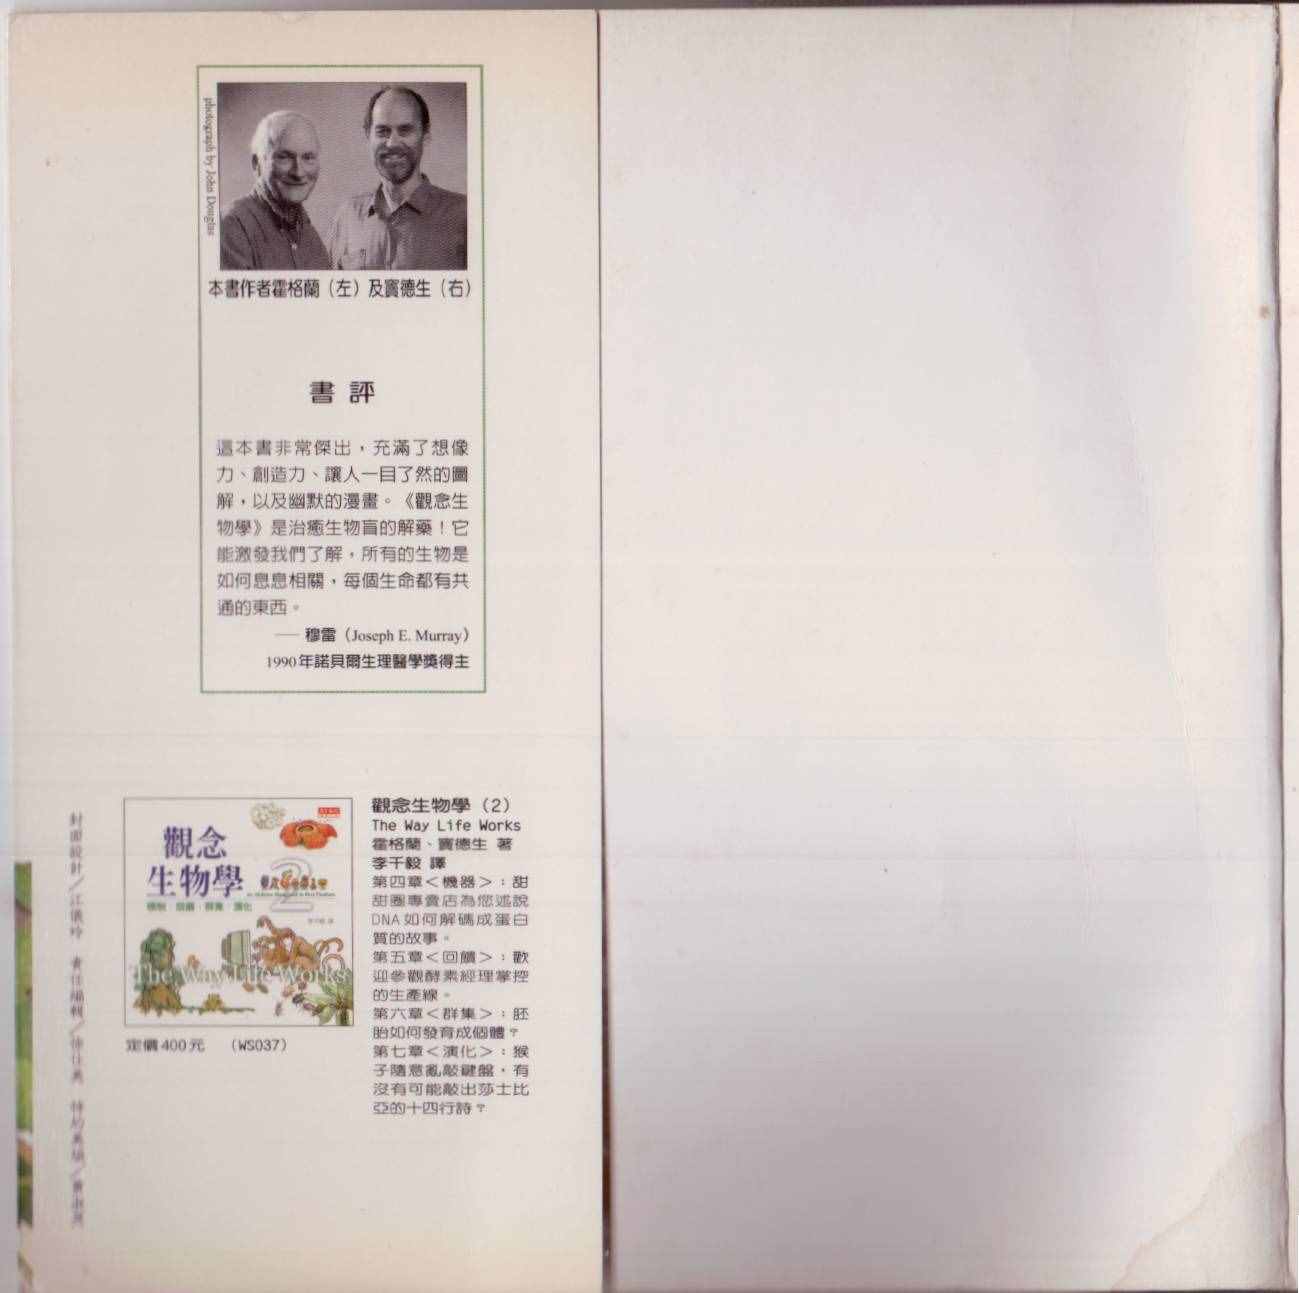 photograph by John Douglas
本書作者霍格蘭（左）及竇德生（右）
書評
這本書非常傑出，充滿了想像
力、創造力、讓人一目了然的圖
解，以及幽默的漫畫。《觀念生
物學》是治癒生物盲的解藥！它
能激發我們了解，所有的生物是
如何息息相關，每個生命都有共
通的東西。
── 穆雷（Joseph E. Murray）
1990年諾貝爾生理醫學獎得主
觀念
生物學
2
The Way Life Works
定價400元　（WS037）
觀念生物學（2）
The Way Life Works
霍格蘭、竇德生 著
李千毅 譯
第四章＜機器＞：甜
甜圈專賣店為您述說
DNA如何解碼成蛋白
質的故事。
第五章＜回饋＞：歡
迎參觀酵素經理掌控
的生產線。
第六章＜群集＞：胚
胎如何發育成個體？
第七章＜演化＞：猴
子隨意亂敲鍵盤，有
沒有可能敲出莎士比
亞的十四行詩？
封面設計／江儀玲　責任編輯／　特約美編／